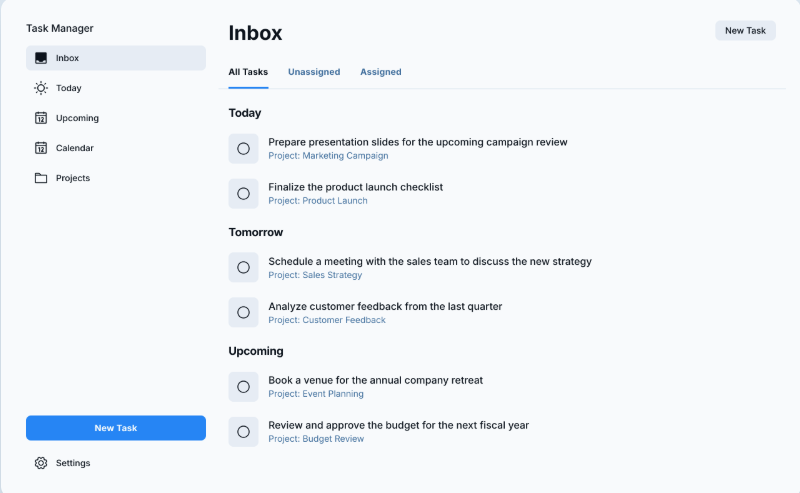 Task Manager
Inbox
Today
12
Upcoming
12
Calendar
Projects
New Task
Settings
Inbox
New Task
All Tasks
Unassigned
Assigned
Today
Prepare presentation slides for the upcoming campaign review
Project: Marketing Campaign
Finalize the product launch checklist
Project: Product Launch
Tomorrow
Schedule a meeting with the sales team to discuss the new strategy
Project: Sales Strategy
Analyze customer feedback from the last quarter
Project: Customer Feedback
Upcoming
Book a venue for the annual company retreat
Project: Event Planning
Review and approve the budget for the next fiscal year
Project: Budget Review